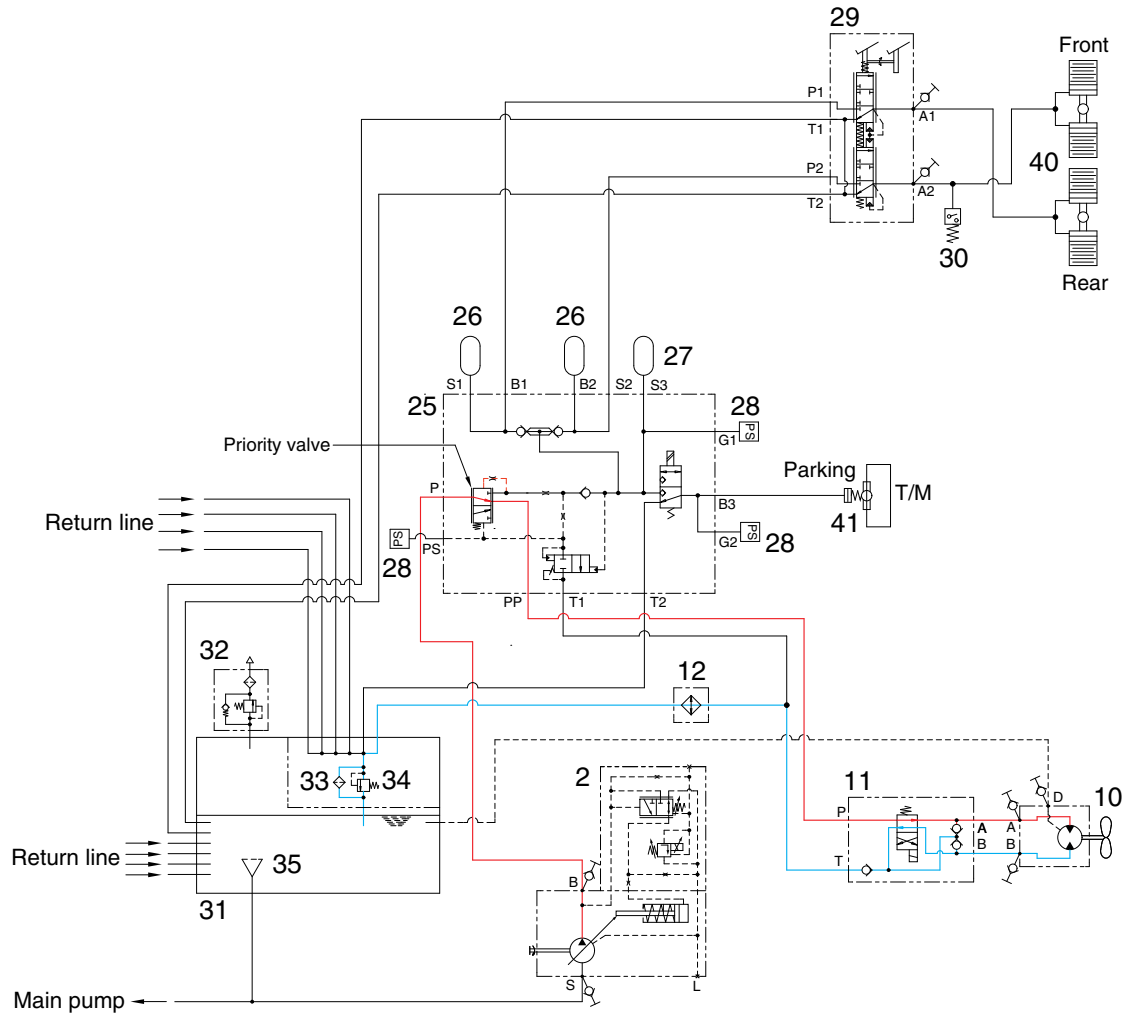 29
Front
P1
A1
T1
40
P2
A2
T2
30
Rear
26
26
27
S1
B1
B2
S2
S3
25
28
PS
G1
Priority valve
Parking
P
T/M
B3
Return line
41
PS
28
PS
PS
G2
28
PP
T1
T2
32
12
33
34
2
11
D
10
P
A
A
B
B
T
Return line
35
B
31
S
L
Main pump